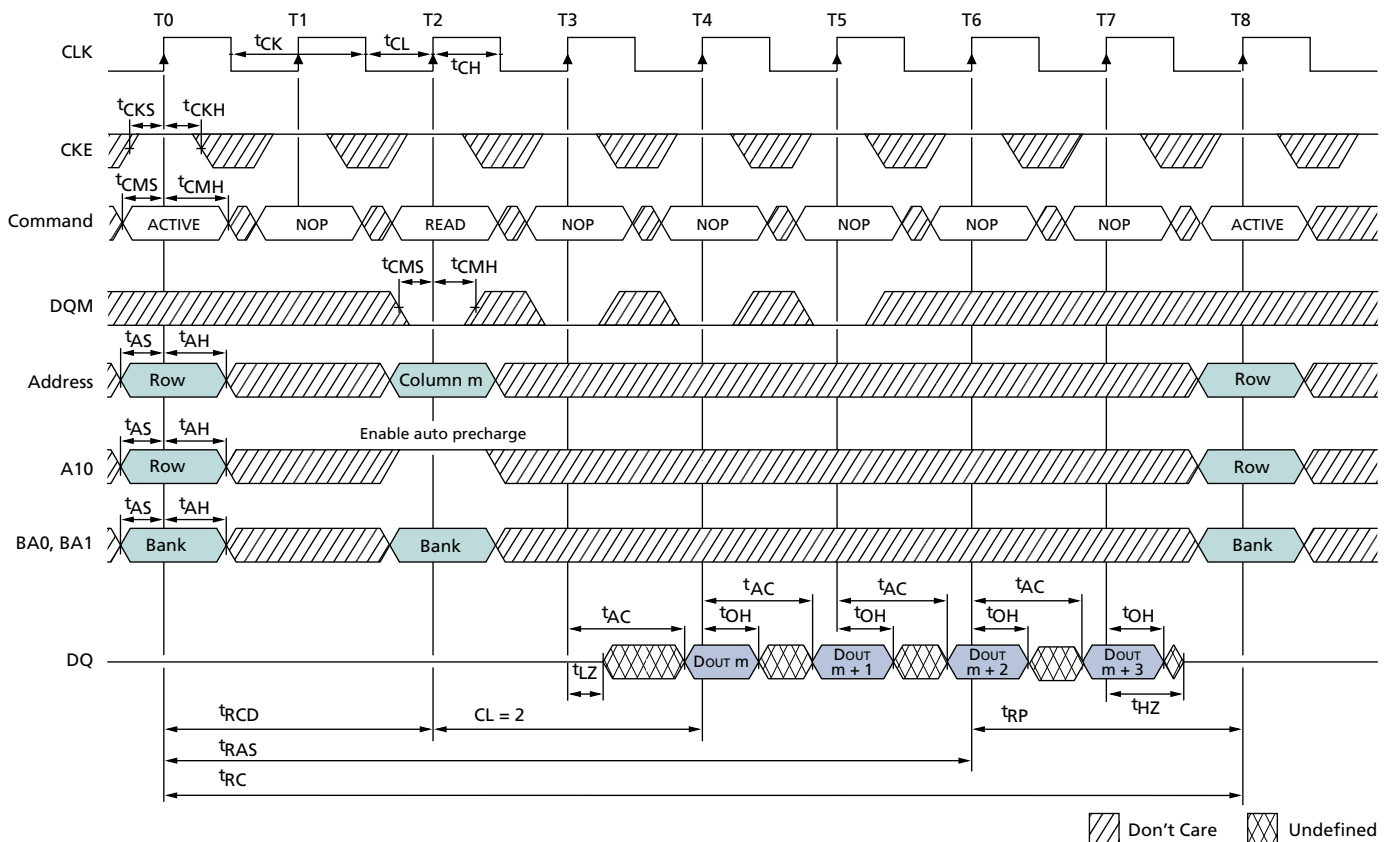 T0 T1 T2 T3 T4 T5 T6 T7 T8
CLK
tCK tCL
tCH
tCKS tCKH
CKE
tCMS tCMH
Command ACTIVE NOP READ NOP NOP NOP NOP NOP ACTIVE
tCMS tCMH
DQM
tAS tAH
Address Row Column m Row
tAS tAH Enable auto precharge
A10 Row Row
tAS tAH
BA0, BA1 Bank Bank Bank
tAC tAC tAC
tAC tOH tOH tOH tOH
DQ DOUT m DOUT m + 1 DOUT m + 2 DOUT m + 3
tLZ tHZ
tRCD CL = 2 tRP
tRAS
tRC
Don't Care Undefined